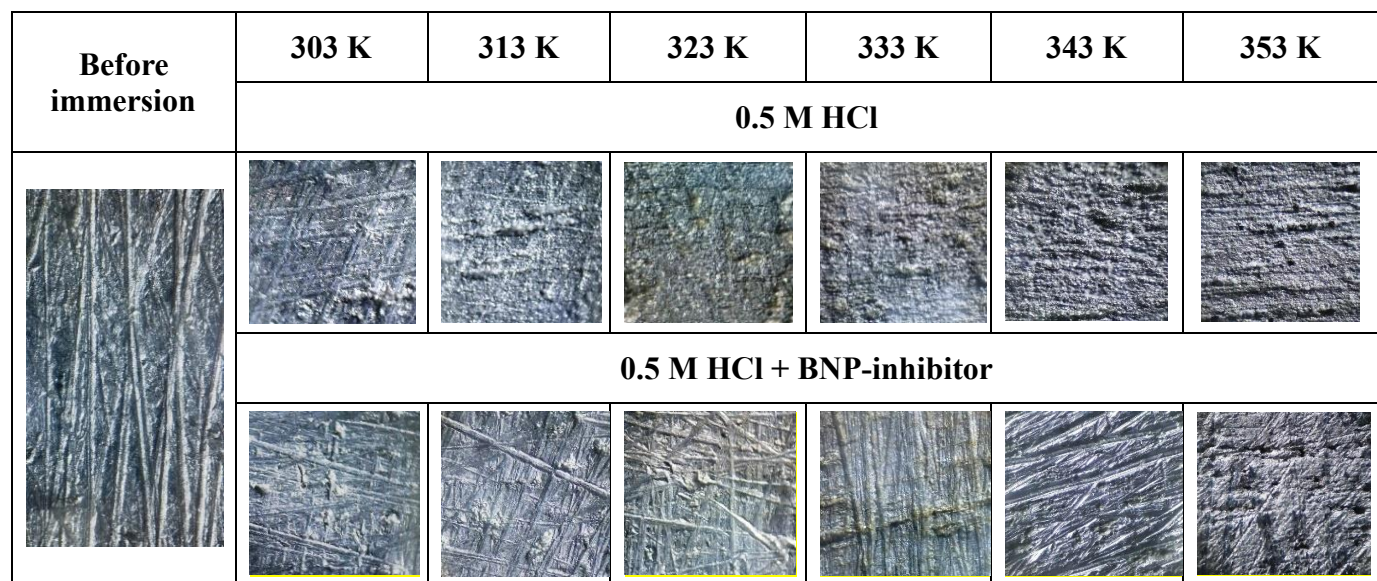 Before
immersion
303 K
313 K
323 K
333 K
343 K
353 K
0.5 M HCl
0.5 M HCl + BNP-inhibitor